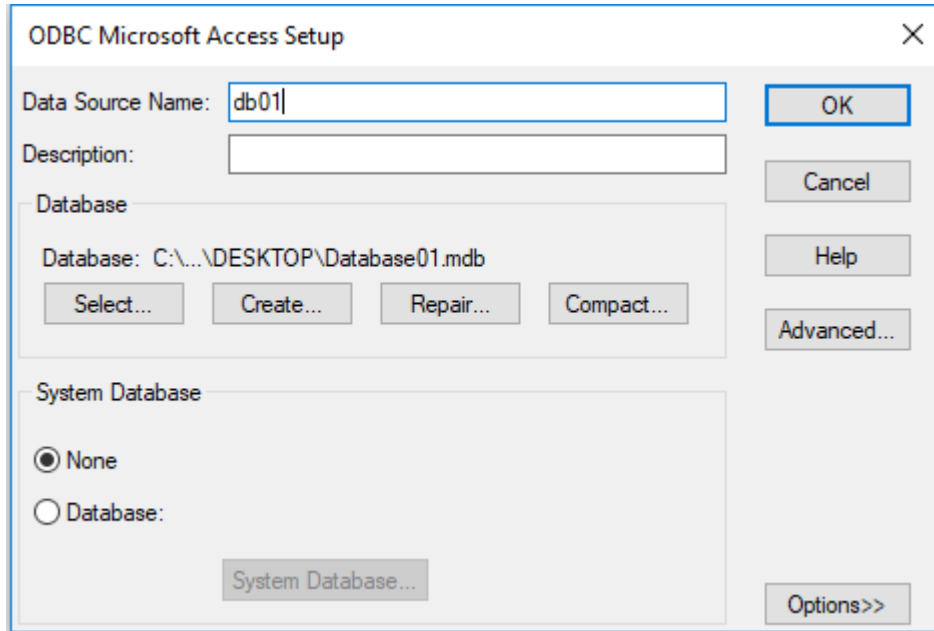 ODBC Microsoft Access Setup
Data Source Name: db01
OK
Description:
Cancel
Database
Database: C:\...\DESKTOP\Database01.mdb
Help
Select... Create... Repair... Compact...
Advanced...
System Database
None
Database:
System Database...
Options>>